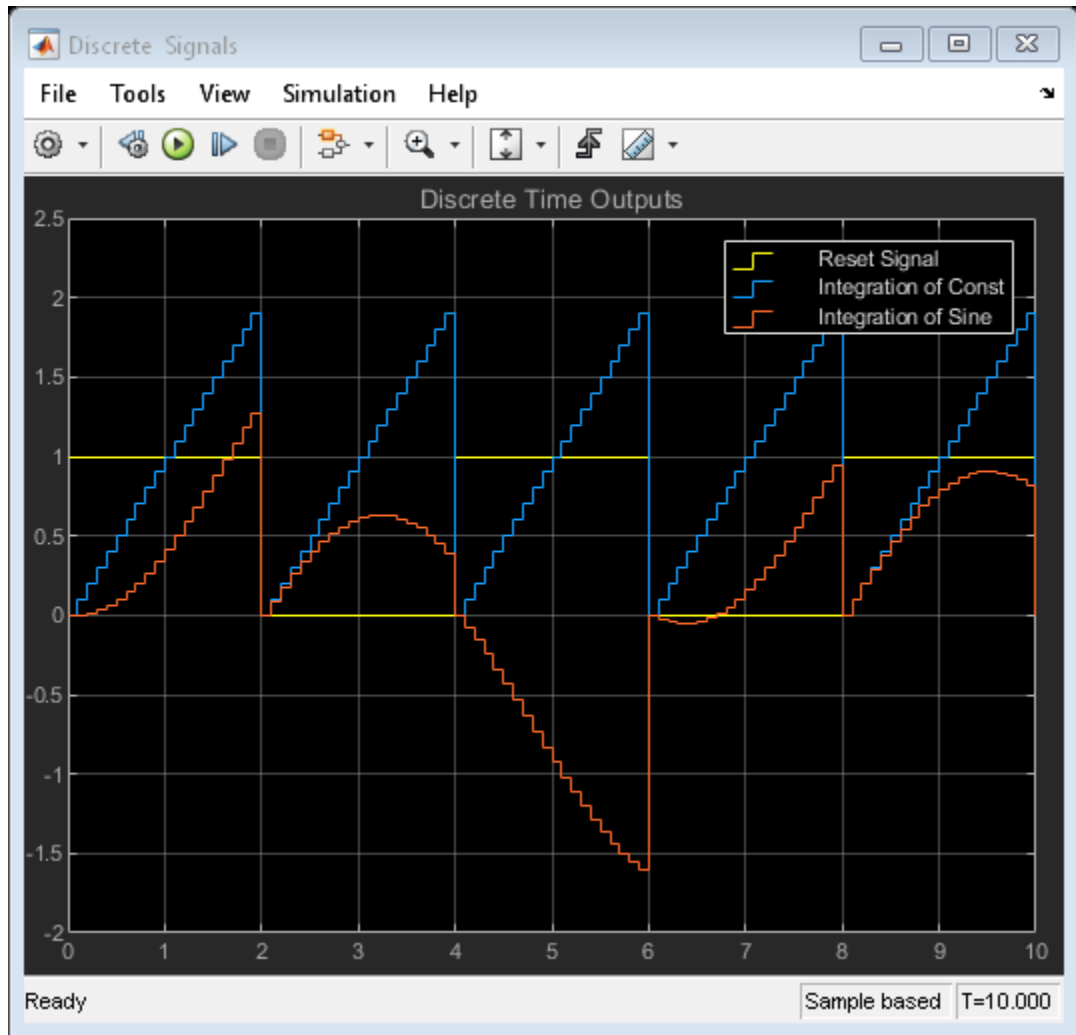 Discrete Signals
File Tools View Simulation Help
Discrete Time Outputs
2.5
2
1.5
1
0.5
0
-0.5
-1
-1.5
-2
Reset Signal
Integration of Const
Integration of Sine
0 1 2 3 4 5 6 7 8 9 10
Ready Sample based T=10.000